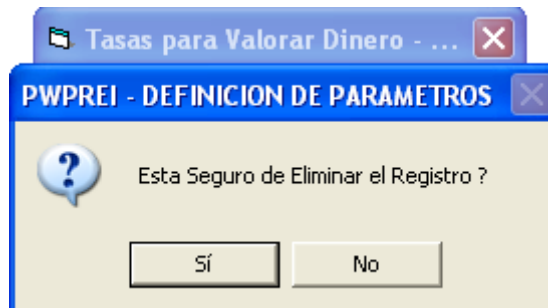 Tasas para Valorar Dinero - ...
PWPREI - DEFINICION DE PARAMETROS
Esta Seguro de Eliminar el Registro ?
Sí No